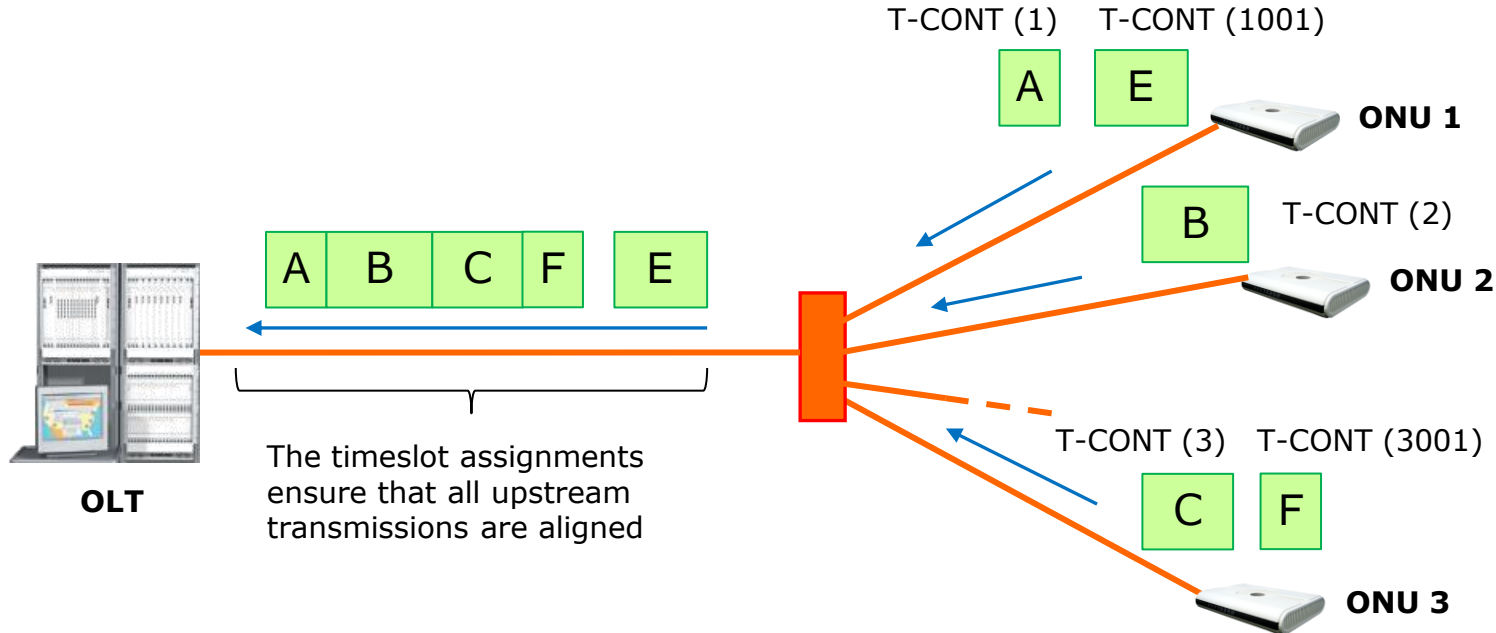 T-CONT (1) T-CONT (1001)
A E
ONU 1
B T-CONT (2)
ONU 2
A B C F E
T-CONT (3) T-CONT (3001)
C F
ONU 3
OLT
The timeslot assignments
ensure that all upstream
transmissions are aligned